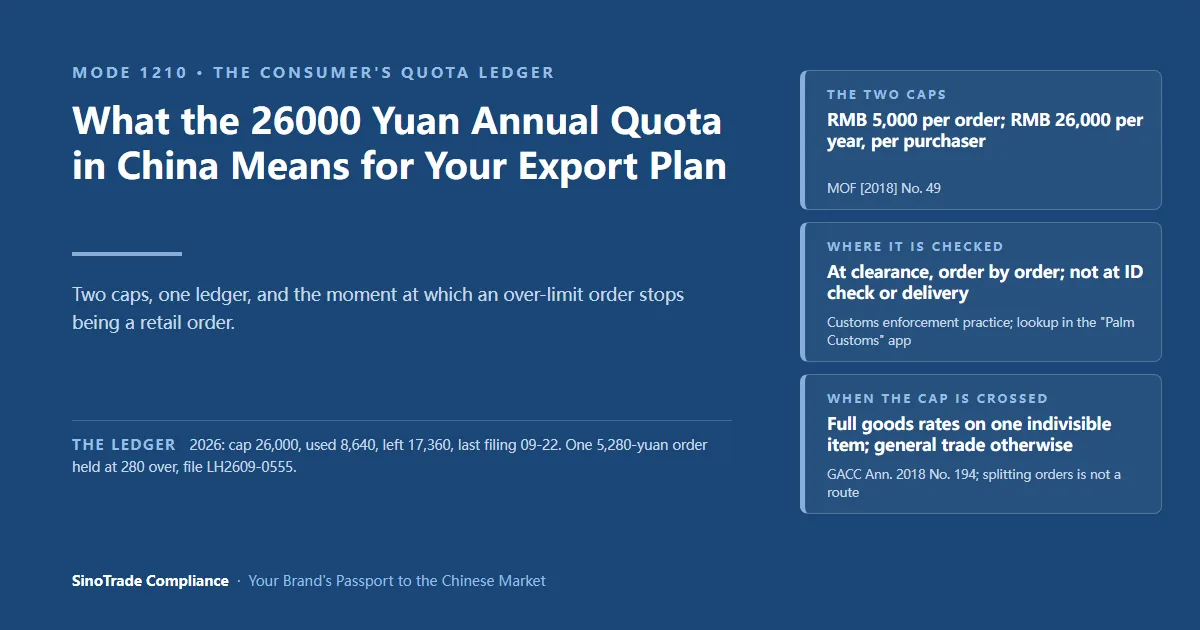 MODE 1210 • THE CONSUMER'S QUOTA LEDGER
What the 26000 Yuan Annual Quota
in China Means for Your Export Plan
Two caps, one ledger, and the moment at which an over-limit order stops
being a retail order.
THE LEDGER 2026: cap 26,000, used 8,640, left 17,360, last filing 09-22. One 5,280-yuan order
held at 280 over, file LH2609-0555.
SinoTrade Compliance · Your Brand's Passport to the Chinese Market
THE TWO CAPS
RMB 5,000 per order; RMB 26,000 per
year, per purchaser
MOF [2018] No. 49
WHERE IT IS CHECKED
At clearance, order by order; not at ID
check or delivery
Customs enforcement practice; lookup in the "Palm
Customs" app
WHEN THE CAP IS CROSSED
Full goods rates on one indivisible
item; general trade otherwise
GACC Ann. 2018 No. 194; splitting orders is not a
route